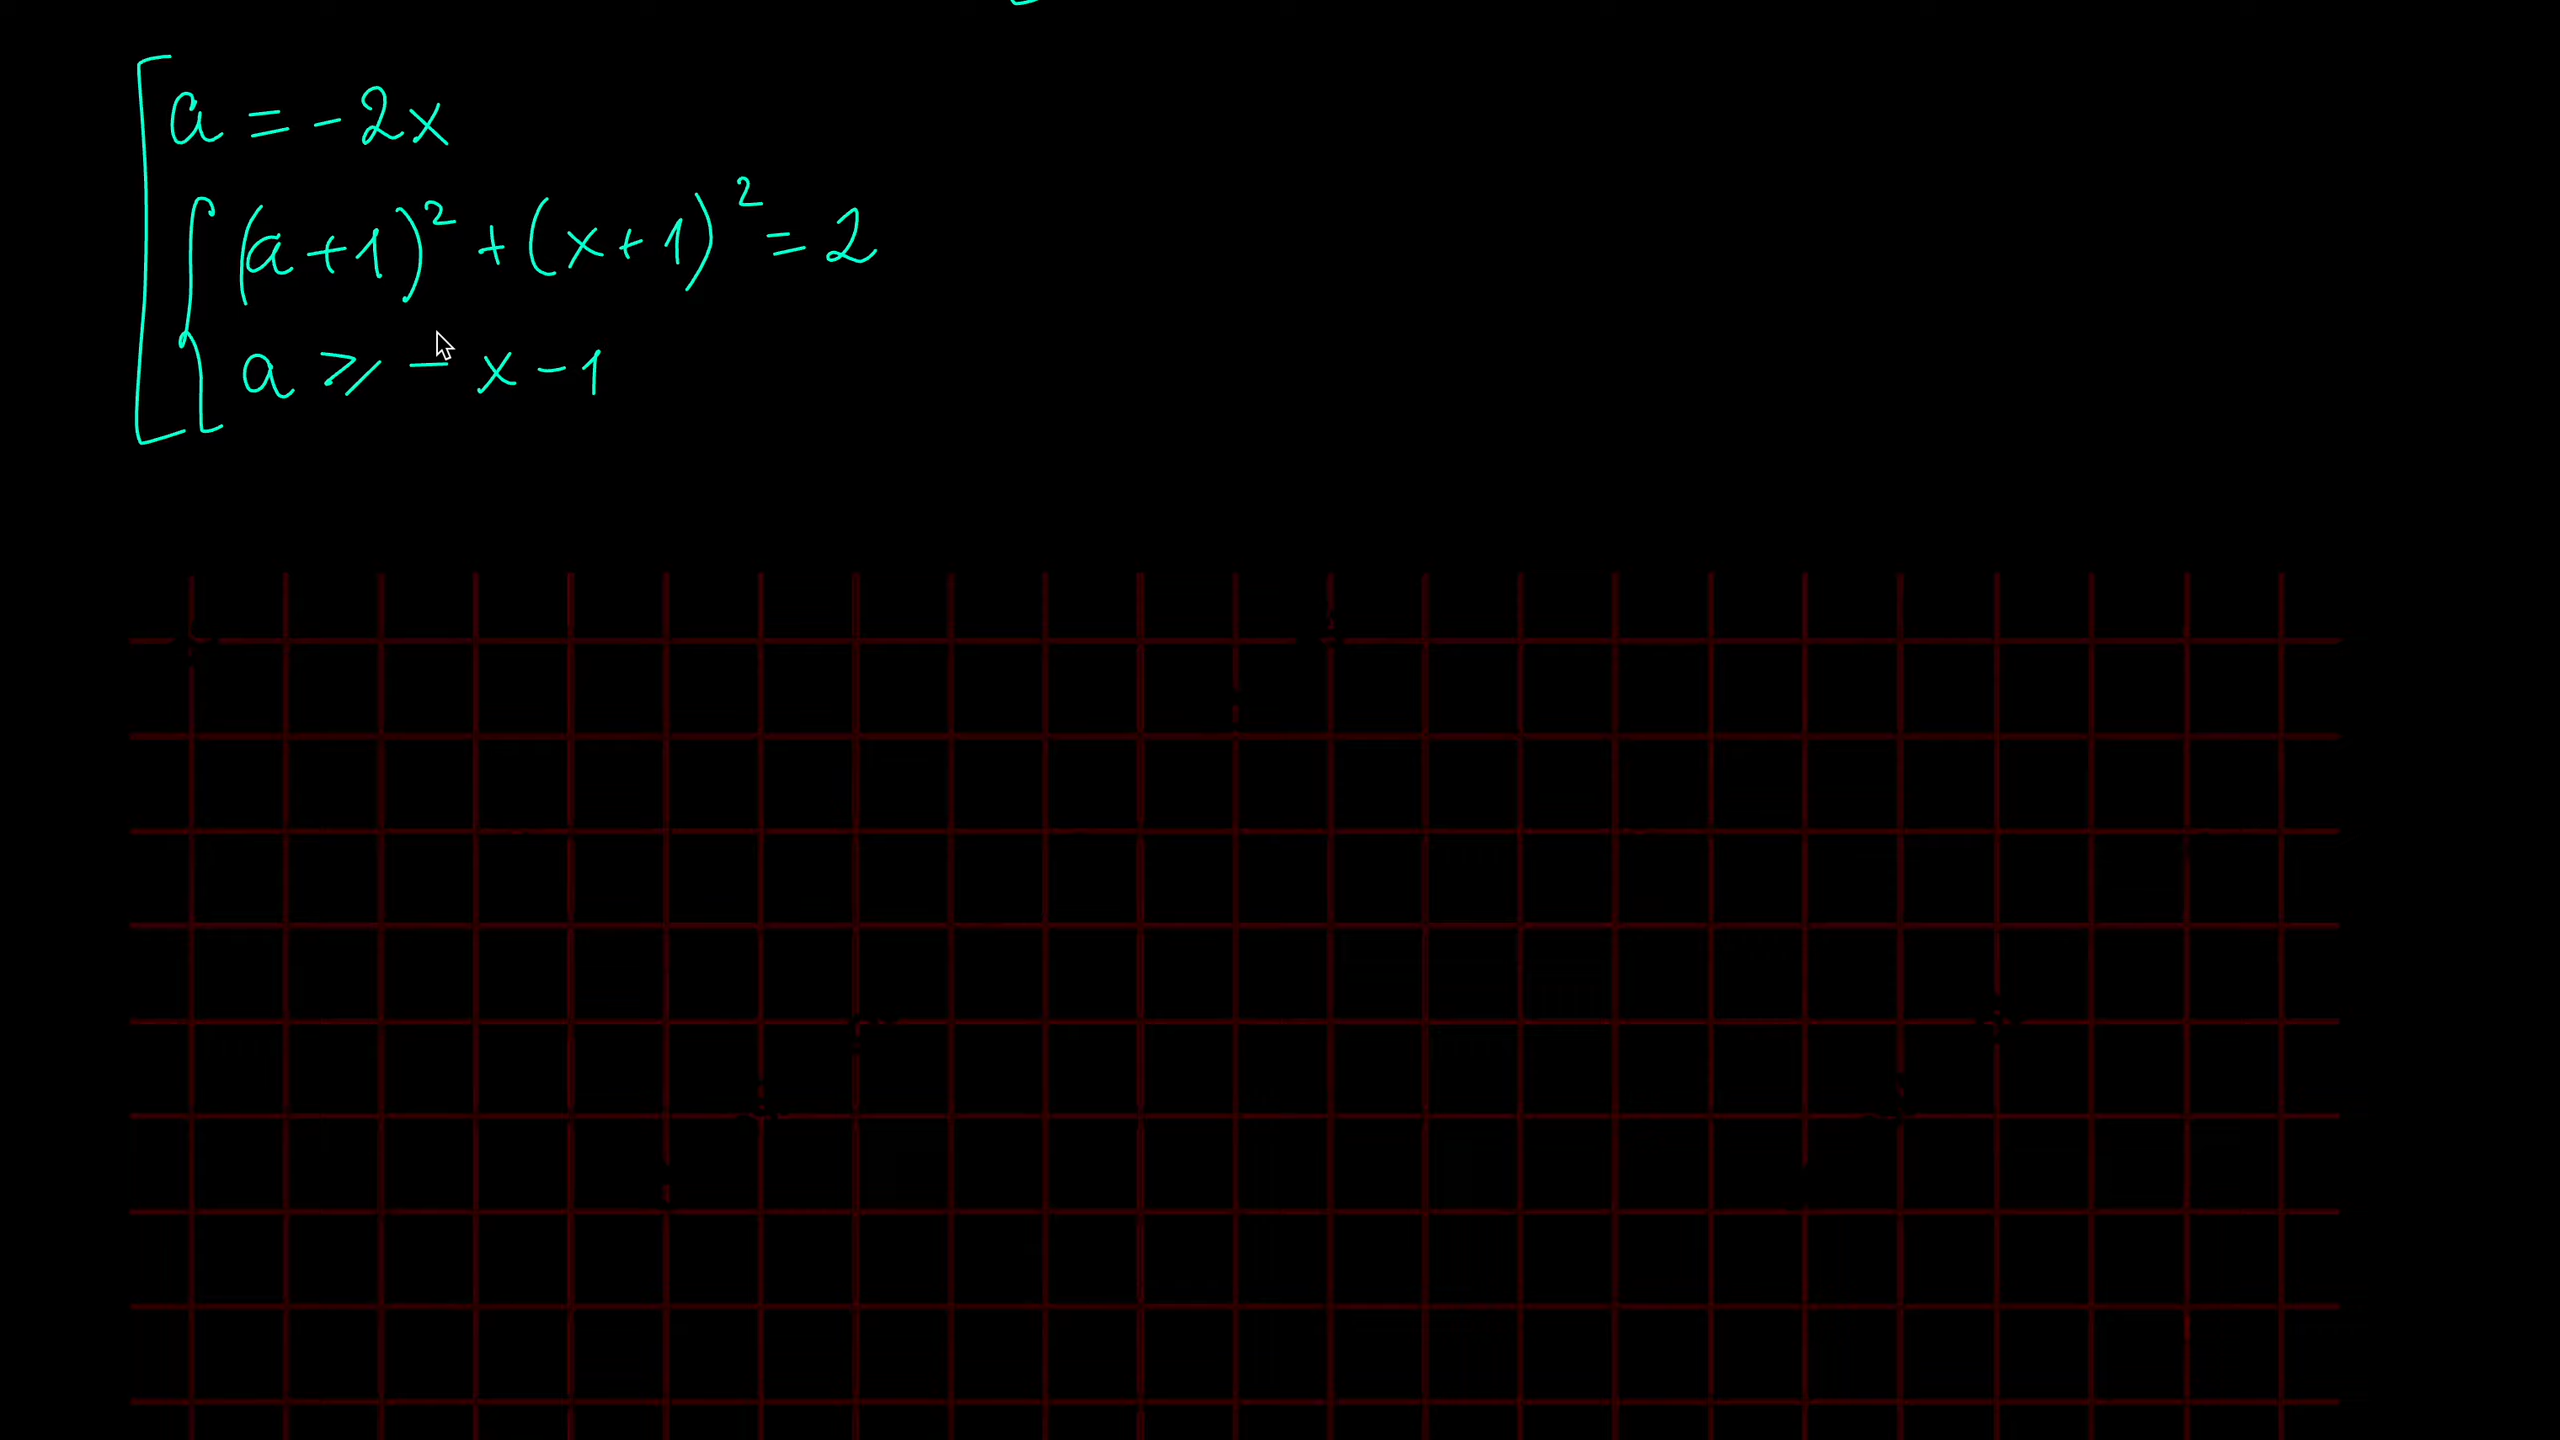 a = -2x
(a+1)² + (x+1)² = 2
a ⩾ -x-1